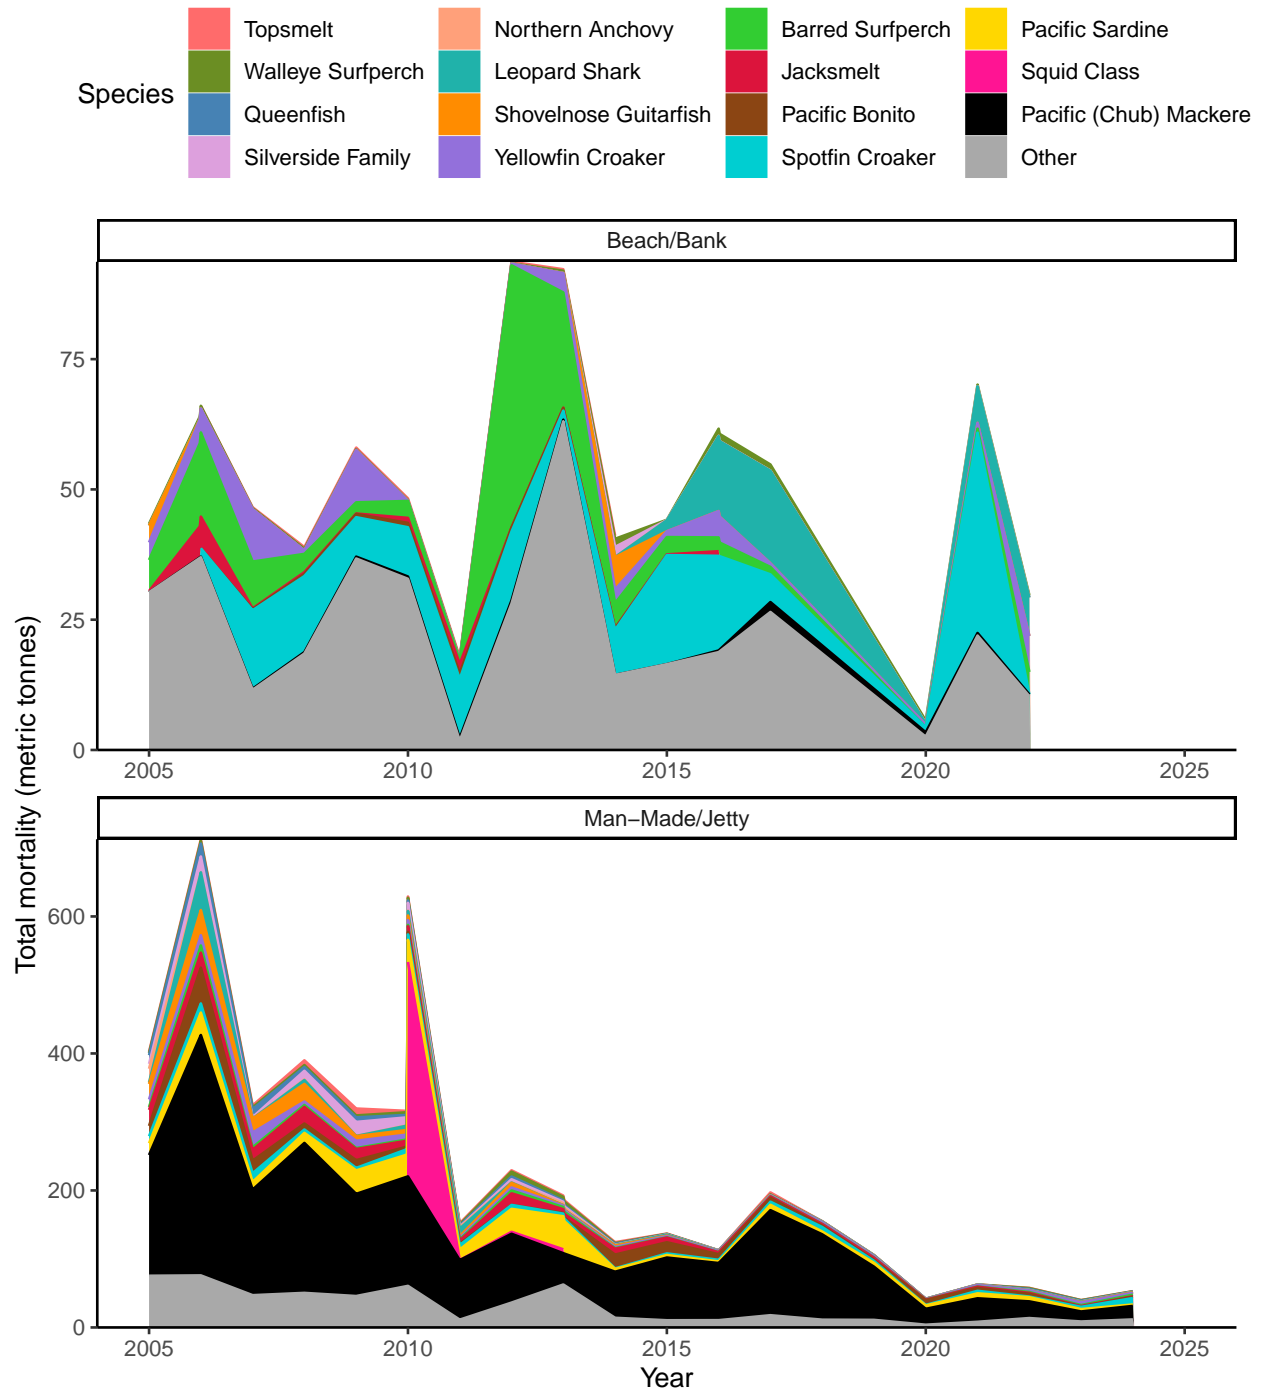 Species
Topsmelt
Northern Anchovy
Barred Surfperch
Pacific Sardine
Walleye Surfperch
Leopard Shark
Jacksmelt
Squid Class
Queenfish
Shovelnose Guitarfish
Pacific Bonito
Pacific (Chub) Mackere
Silverside Family
Yellowfin Croaker
Spotfin Croaker
Other
Total mortality (metric tonnes)
Beach/Bank
75
50
25
0
2005
2010
2015
2020
2025
Man−Made/Jetty
600
400
200
0
2005
2010
2015
2020
2025
Year